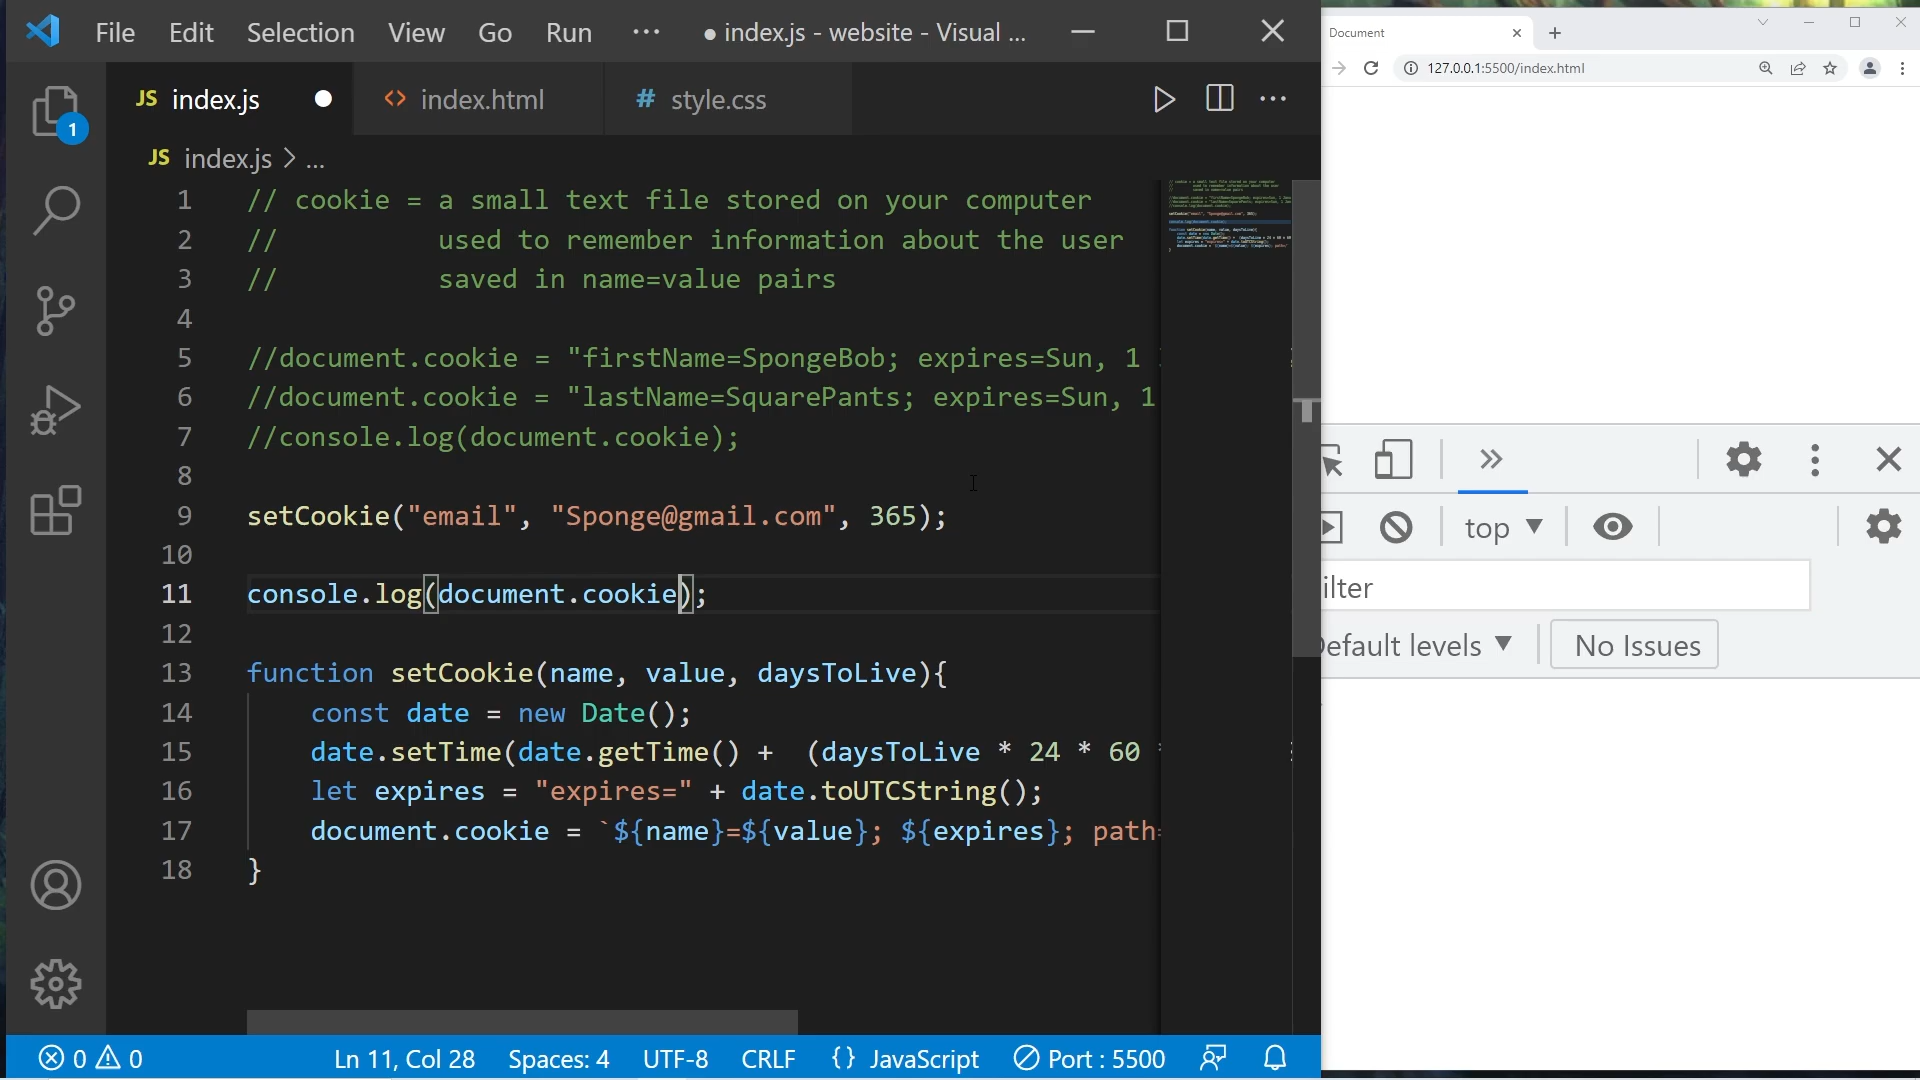 File Edit Selection View Go Run ··· ● index.js - website - Visual ...
JS index.js index.html # style.css
JS index.js > ...
1 // cookie = a small text file stored on your computer
2 // used to remember information about the user
3 // saved in name=value pairs
4
5 //document.cookie = "firstName=SpongeBob; expires=Sun, 1
6 //document.cookie = "lastName=SquarePants; expires=Sun, 1
7 //console.log(document.cookie);
8
9 setCookie("email", "Sponge@gmail.com", 365);
10
11 console.log(document.cookie);
12
13 function setCookie(name, value, daysToLive){
14 const date = new Date();
15 date.setTime(date.getTime() +  (daysToLive * 24 * 60
16 let expires = "expires=" + date.toUTCString();
17 document.cookie = `${name}=${value}; ${expires}; path=
18 }
1
0 0 Ln 11, Col 28 Spaces: 4 UTF-8 CRLF {} JavaScript Port : 5500
Document
127.0.0.1:5500/index.html
top
ilter
Default levels No Issues